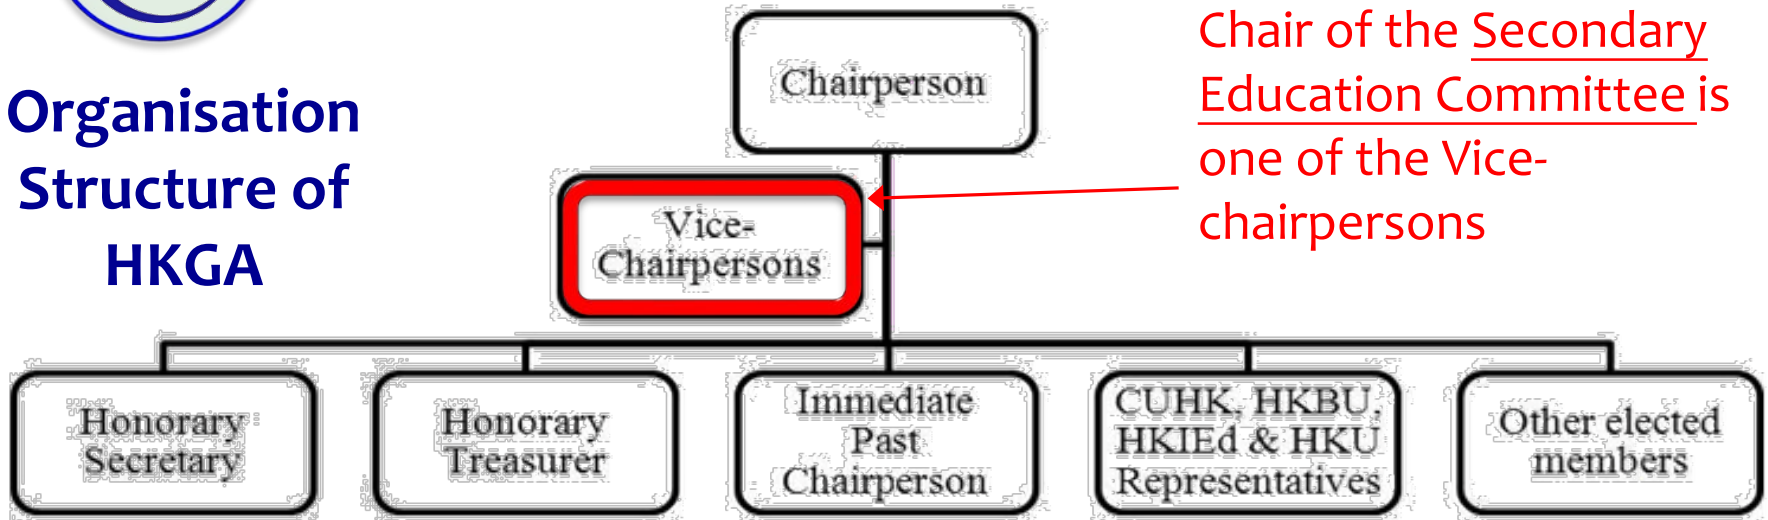 Organisation
Structure of
HKGA
Chairperson
Chair of the Secondary
Education Committee is
one of the Vice-
chairpersons
Vice-
Chairpersons
Honorary
Secretary
Honorary
Treasurer
Immediate
Past
Chairperson
CUHK, HKBU,
HKIEd & HKU
Representatives
Other elected
members